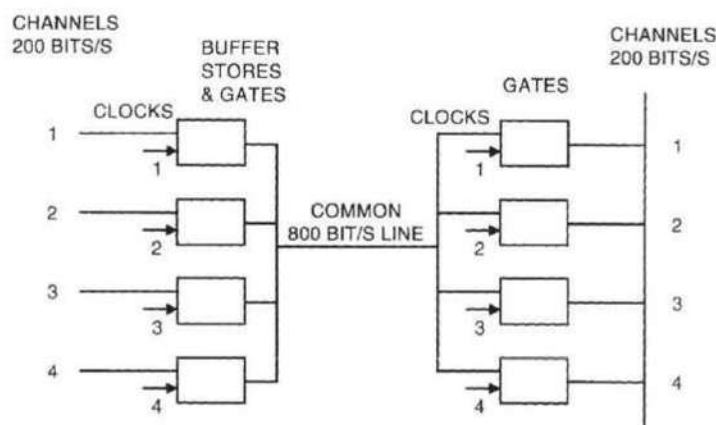 CHANNELS
200 BITS/S
BUFFER
STORES
& GATES
CLOCKS
1
2
3
4
1
2
3
4
COMMON
800 BIT/S LINE
CLOCKS
GATES
1
2
3
4
CHANNELS
200 BITS/S
1
2
3
4